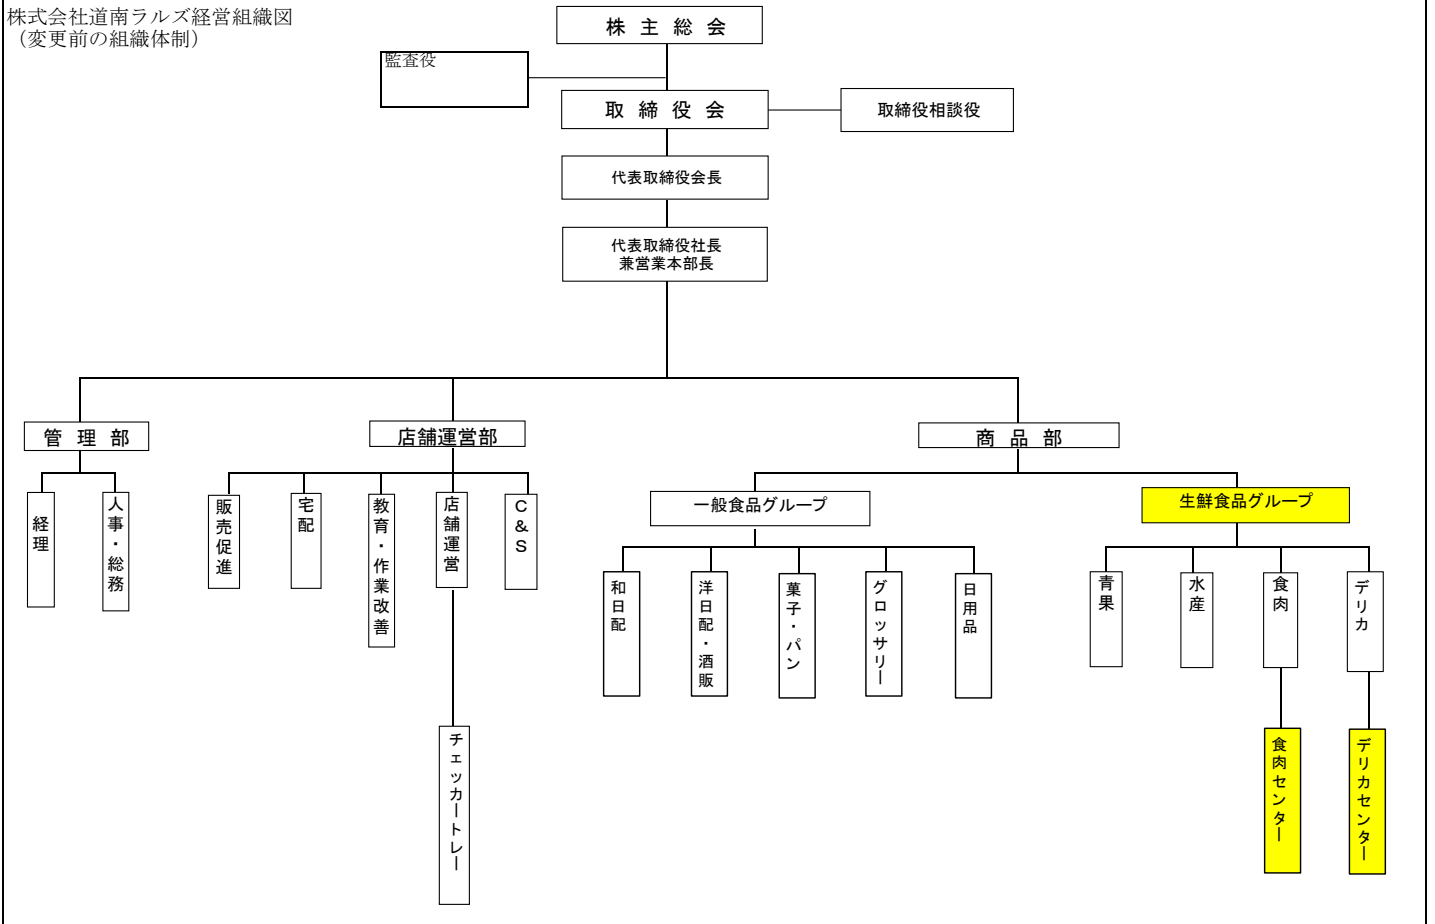 株式会社道南ラルズ経営組織図
（変更前の組織体制）
株主総会
監査役
取締役会
取締役相談役
代表取締役会長
代表取締役社長
兼営業本部長
管理部
店舗運営部
商品部
経理
人事・総務
販売促進
宅配
教育・作業改善
店舗運営
C&S
一般食品グループ
生鮮食品グループ
和日配
洋日配・酒販
菓子・パン
グロッサリー
日用品
青果
水産
食肉
デリカ
チェッカートレー
食肉センター
デリカセンター